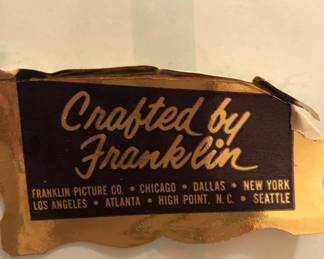 Crafted by
Franklin
FRANKLIN PICTURE CO. • CHICAGO • DALLAS • NEW YORK
LOS ANGELES • ATLANTA • HIGH POINT, N. C. • SEATTLE